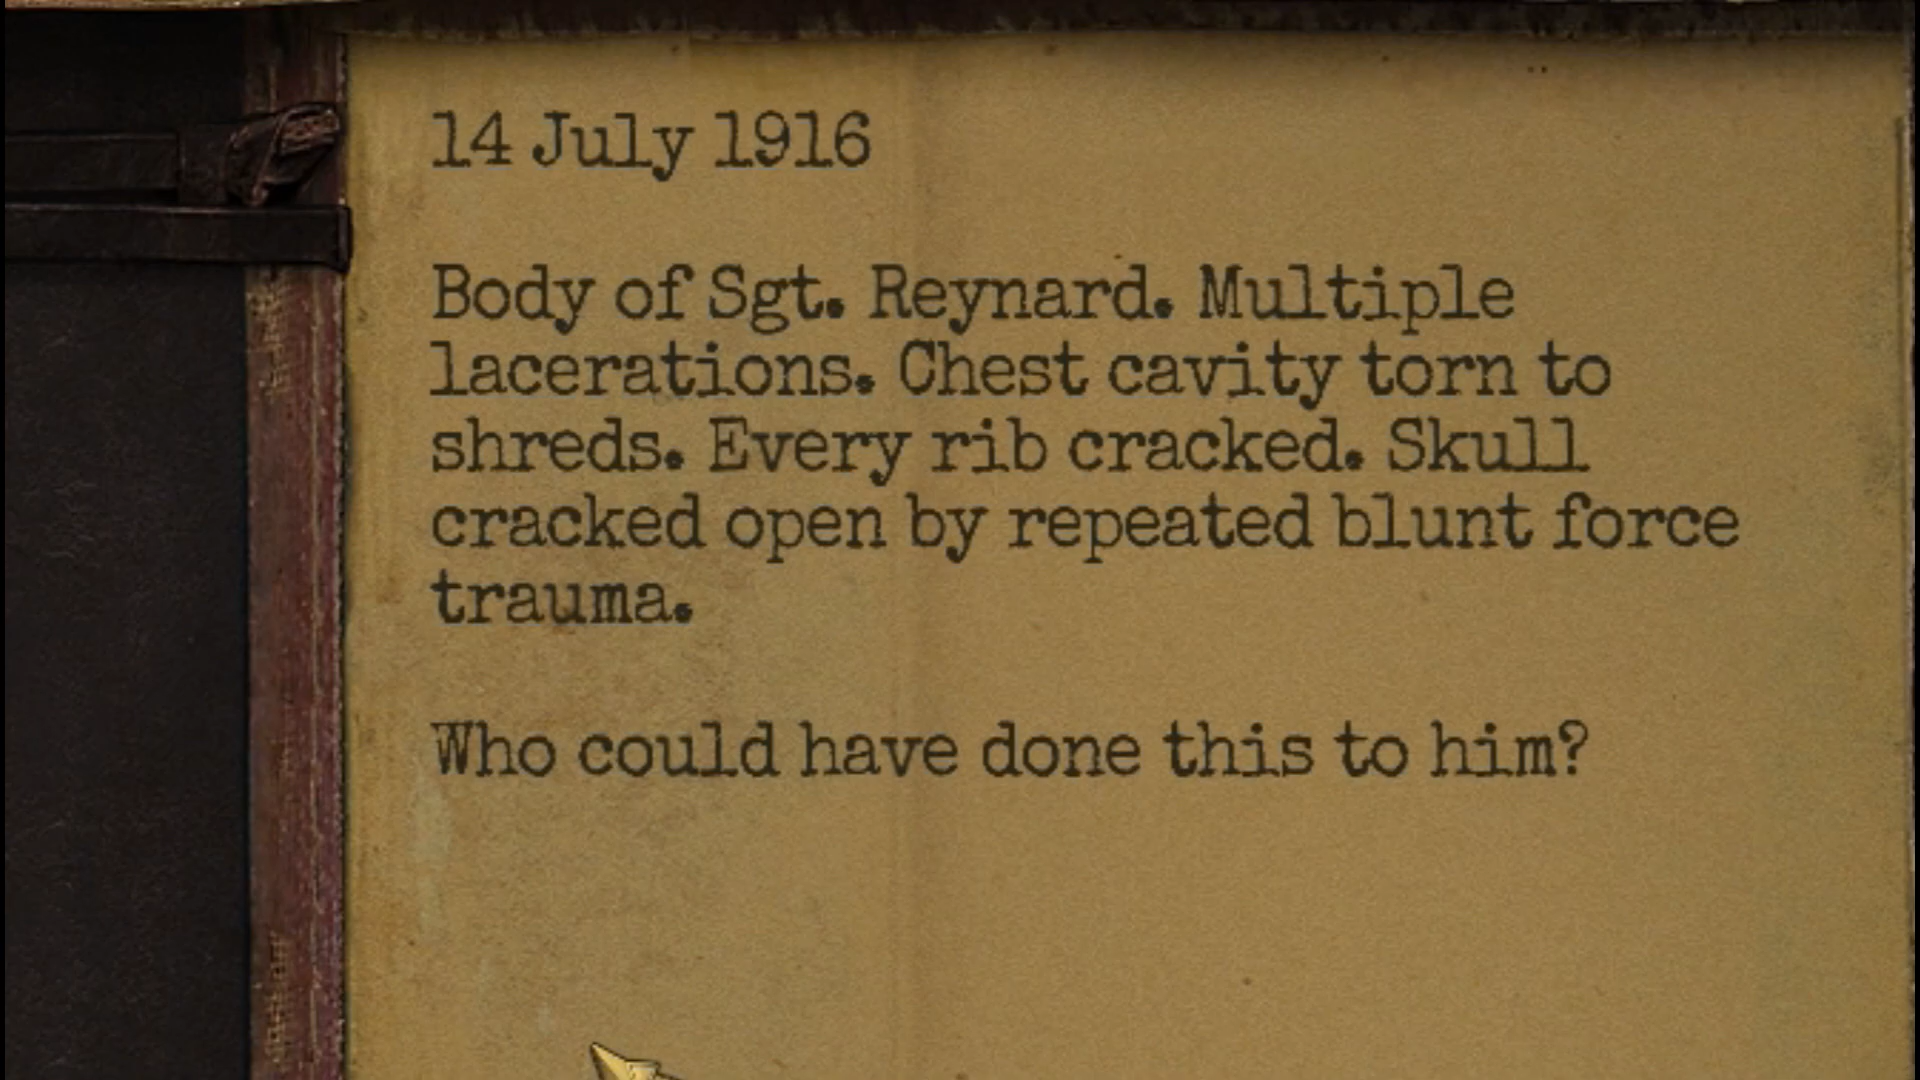 14 July 1916
Body of Sgt. Reynard. Multiple
lacerations. Chest cavity torn to
shreds. Every rib cracked. Skull
cracked open by repeated blunt force
trauma.
Who could have done this to him?